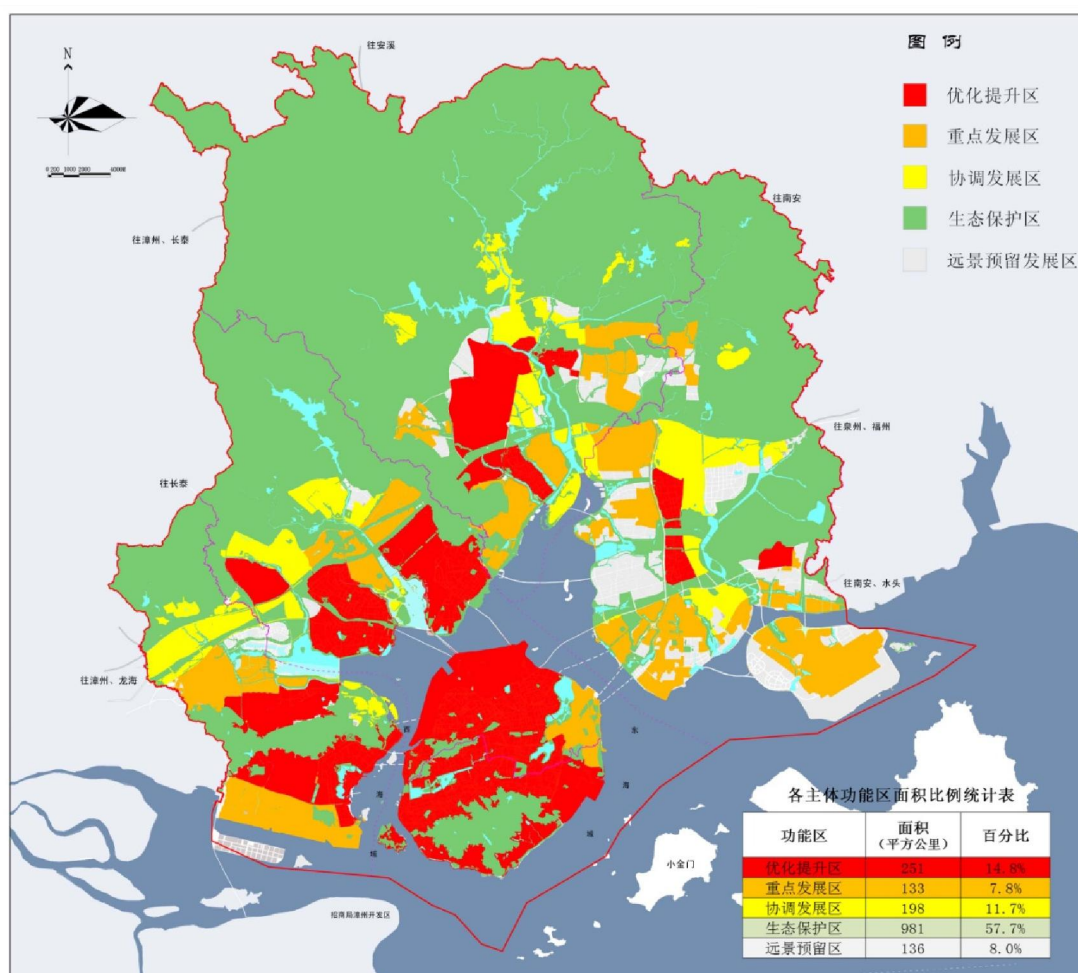 往安溪
N
图 例
优化提升区
重点发展区
协调发展区
生态保护区
远景预留发展区
往南安
往漳州、长泰
往泉州、福州
往长泰
往南安、水头
往漳州、龙海
西
海
域
东
海
域
小金门
招商局漳州开发区
各主体功能区面积比例统计表
功能区 面积 百分比
(平方公里)
优化提升区 251 14.8%
重点发展区 133 7.8%
协调发展区 198 11.7%
生态保护区 981 57.7%
远景预留区 136 8.0%